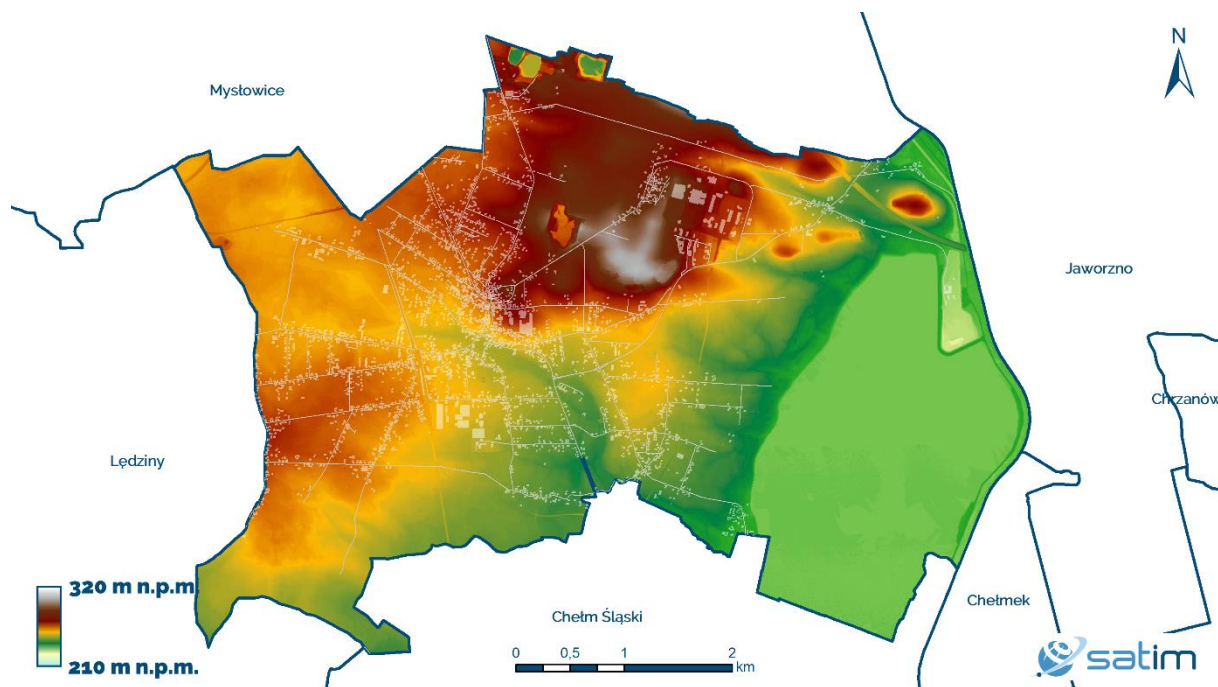 N
Mysłowice
Jaworzno
Chrzanów
Lędziny
320 m n.p.m.
210 m n.p.m.
Chełm Śląski
Chełmek
0 0,5 1 2
km
satim